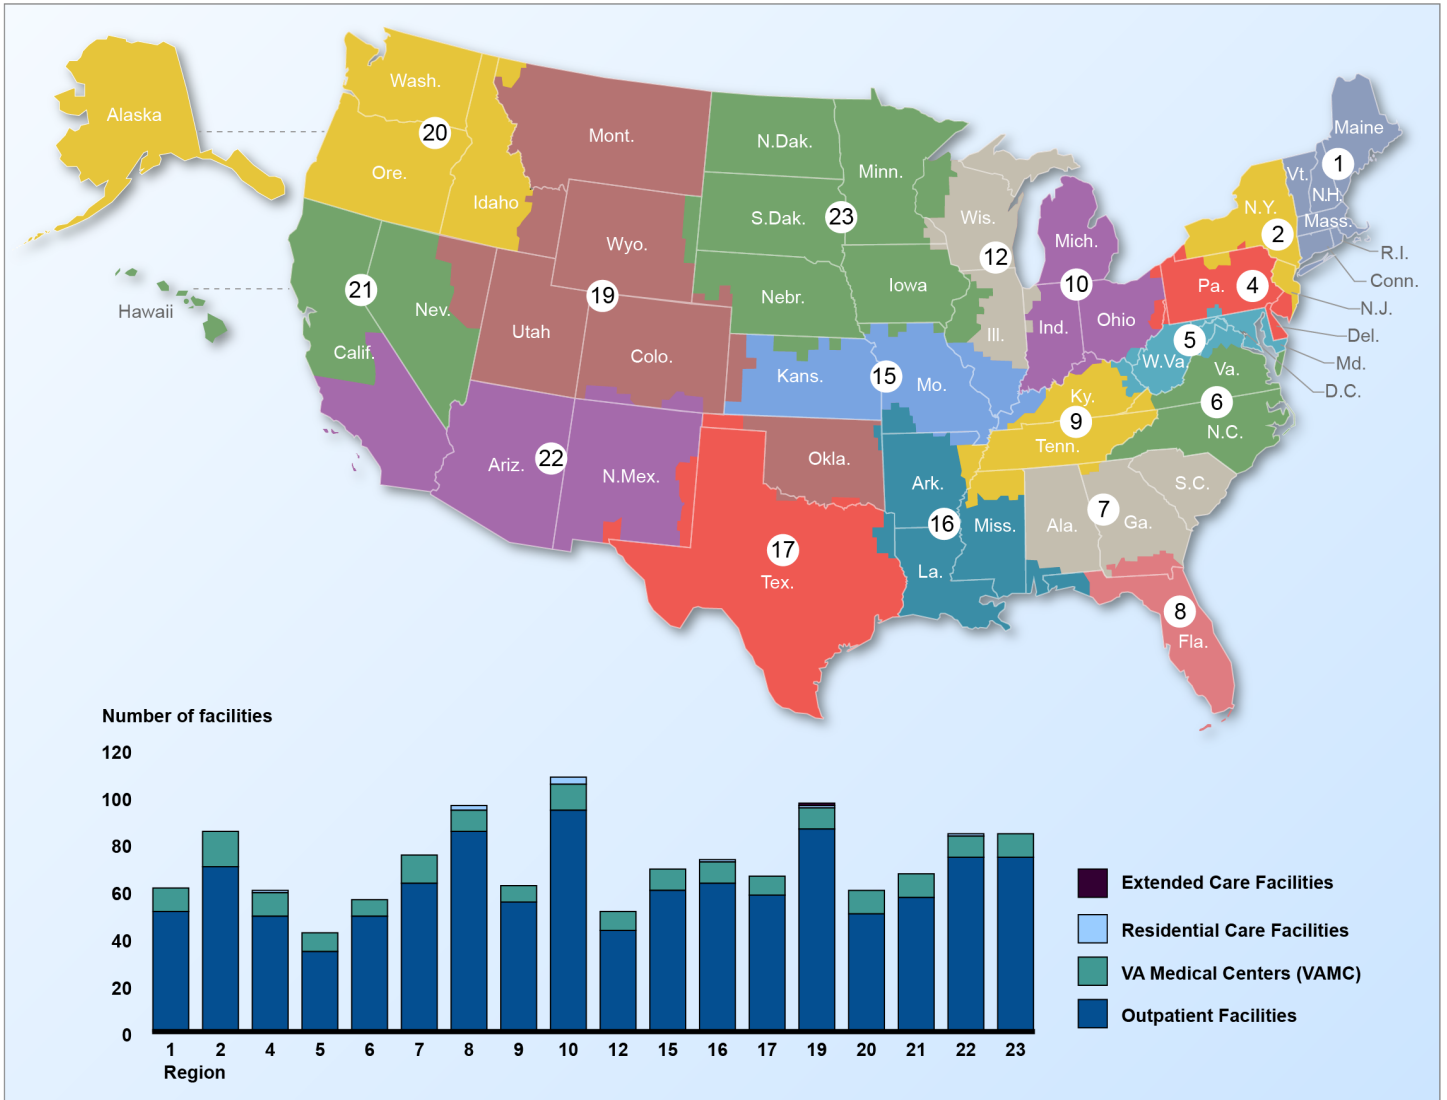 Maine
Wash.
Alaska
20
Mont.
N.Dak.
Minn.
1
Vt.
Ore.
N.H.
Idaho
N.Y.
S.Dak.
23
Wis.
Mass.
2
Wyo.
Mich.
R.I.
12
Conn.
21
19
Nebr.
Iowa
10
Pa.
4
N.J.
Hawaii
Nev.
Utah
Ill.
Ind.
Ohio
Del.
5
Calif.
Colo.
W.Va.
Md.
Kans.
15
Mo.
Va.
D.C.
Ky.
6
9
N.C.
Tenn.
Ariz.
22
N.Mex.
Okla.
Ark.
S.C.
16
Miss.
Ala.
7
Ga.
17
Tex.
La.
8
Fla.
Number of facilities
120
100
80
60
40
20
0
1 2 4 5 6 7 8 9 10 12 15 16 17 19 20 21 22 23
Region
Extended Care Facilities
Residential Care Facilities
VA Medical Centers (VAMC)
Outpatient Facilities